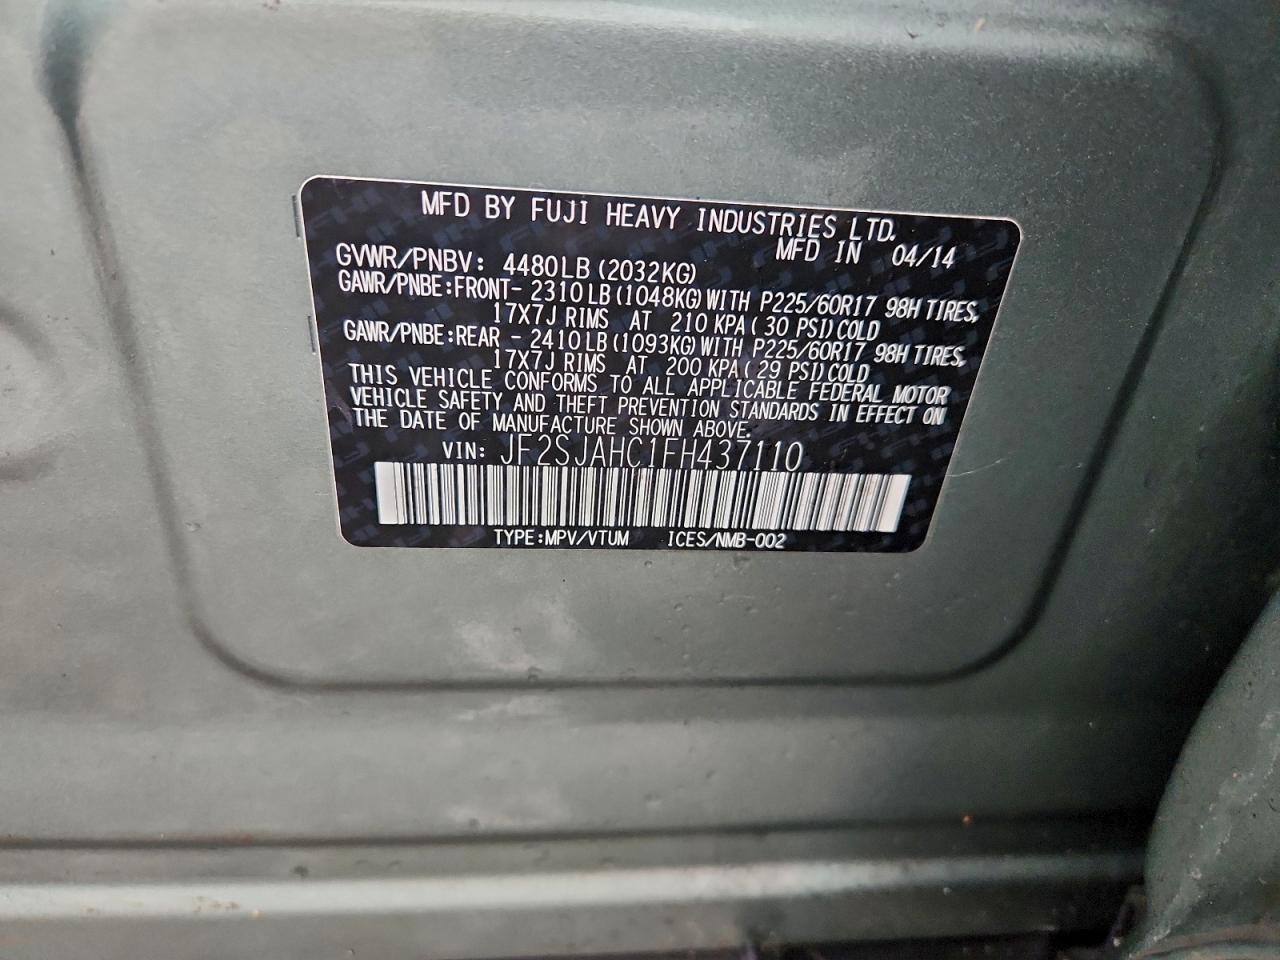 MFD BY FUJI HEAVY INDUSTRIES LTD.
MFD IN 04/14
GVWR/PNBV: 4480LB (2032KG)
GAWR/PNBE:FRONT- 2310LB (1048KG) WITH P225/60R17 98H TIRES,
17X7J RIMS AT 210 KPA ( 30 PSI) COLD
GAWR/PNBE:REAR - 2410LB (1093KG) WITH P225/60R17 98H TIRES,
17X7J RIMS AT 200 KPA ( 29 PSI) COLD
THIS VEHICLE CONFORMS TO ALL APPLICABLE FEDERAL MOTOR
VEHICLE SAFETY AND THEFT PREVENTION STANDARDS IN EFFECT ON
THE DATE OF MANUFACTURE SHOWN ABOVE.
VIN: JF2SJAHC1FH437110
TYPE:MPV/VTUM ICES/NMB-002